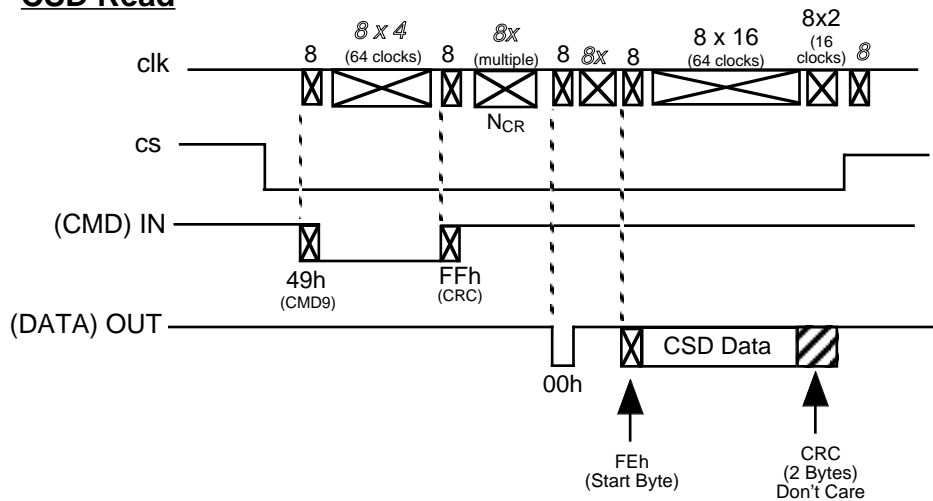 CSD Read
8x2
8 x 4
8x
8 x 16
(16
8
(64 clocks)
8
(multiple)
8
8x
8
(64 clocks)
clocks)
8
clk
NCR
cs
(CMD) IN
49h
FFh
(CMD9)
(CRC)
(DATA) OUT
CSD Data
00h
FEh
CRC
(Start Byte)
(2 Bytes)
Don't Care